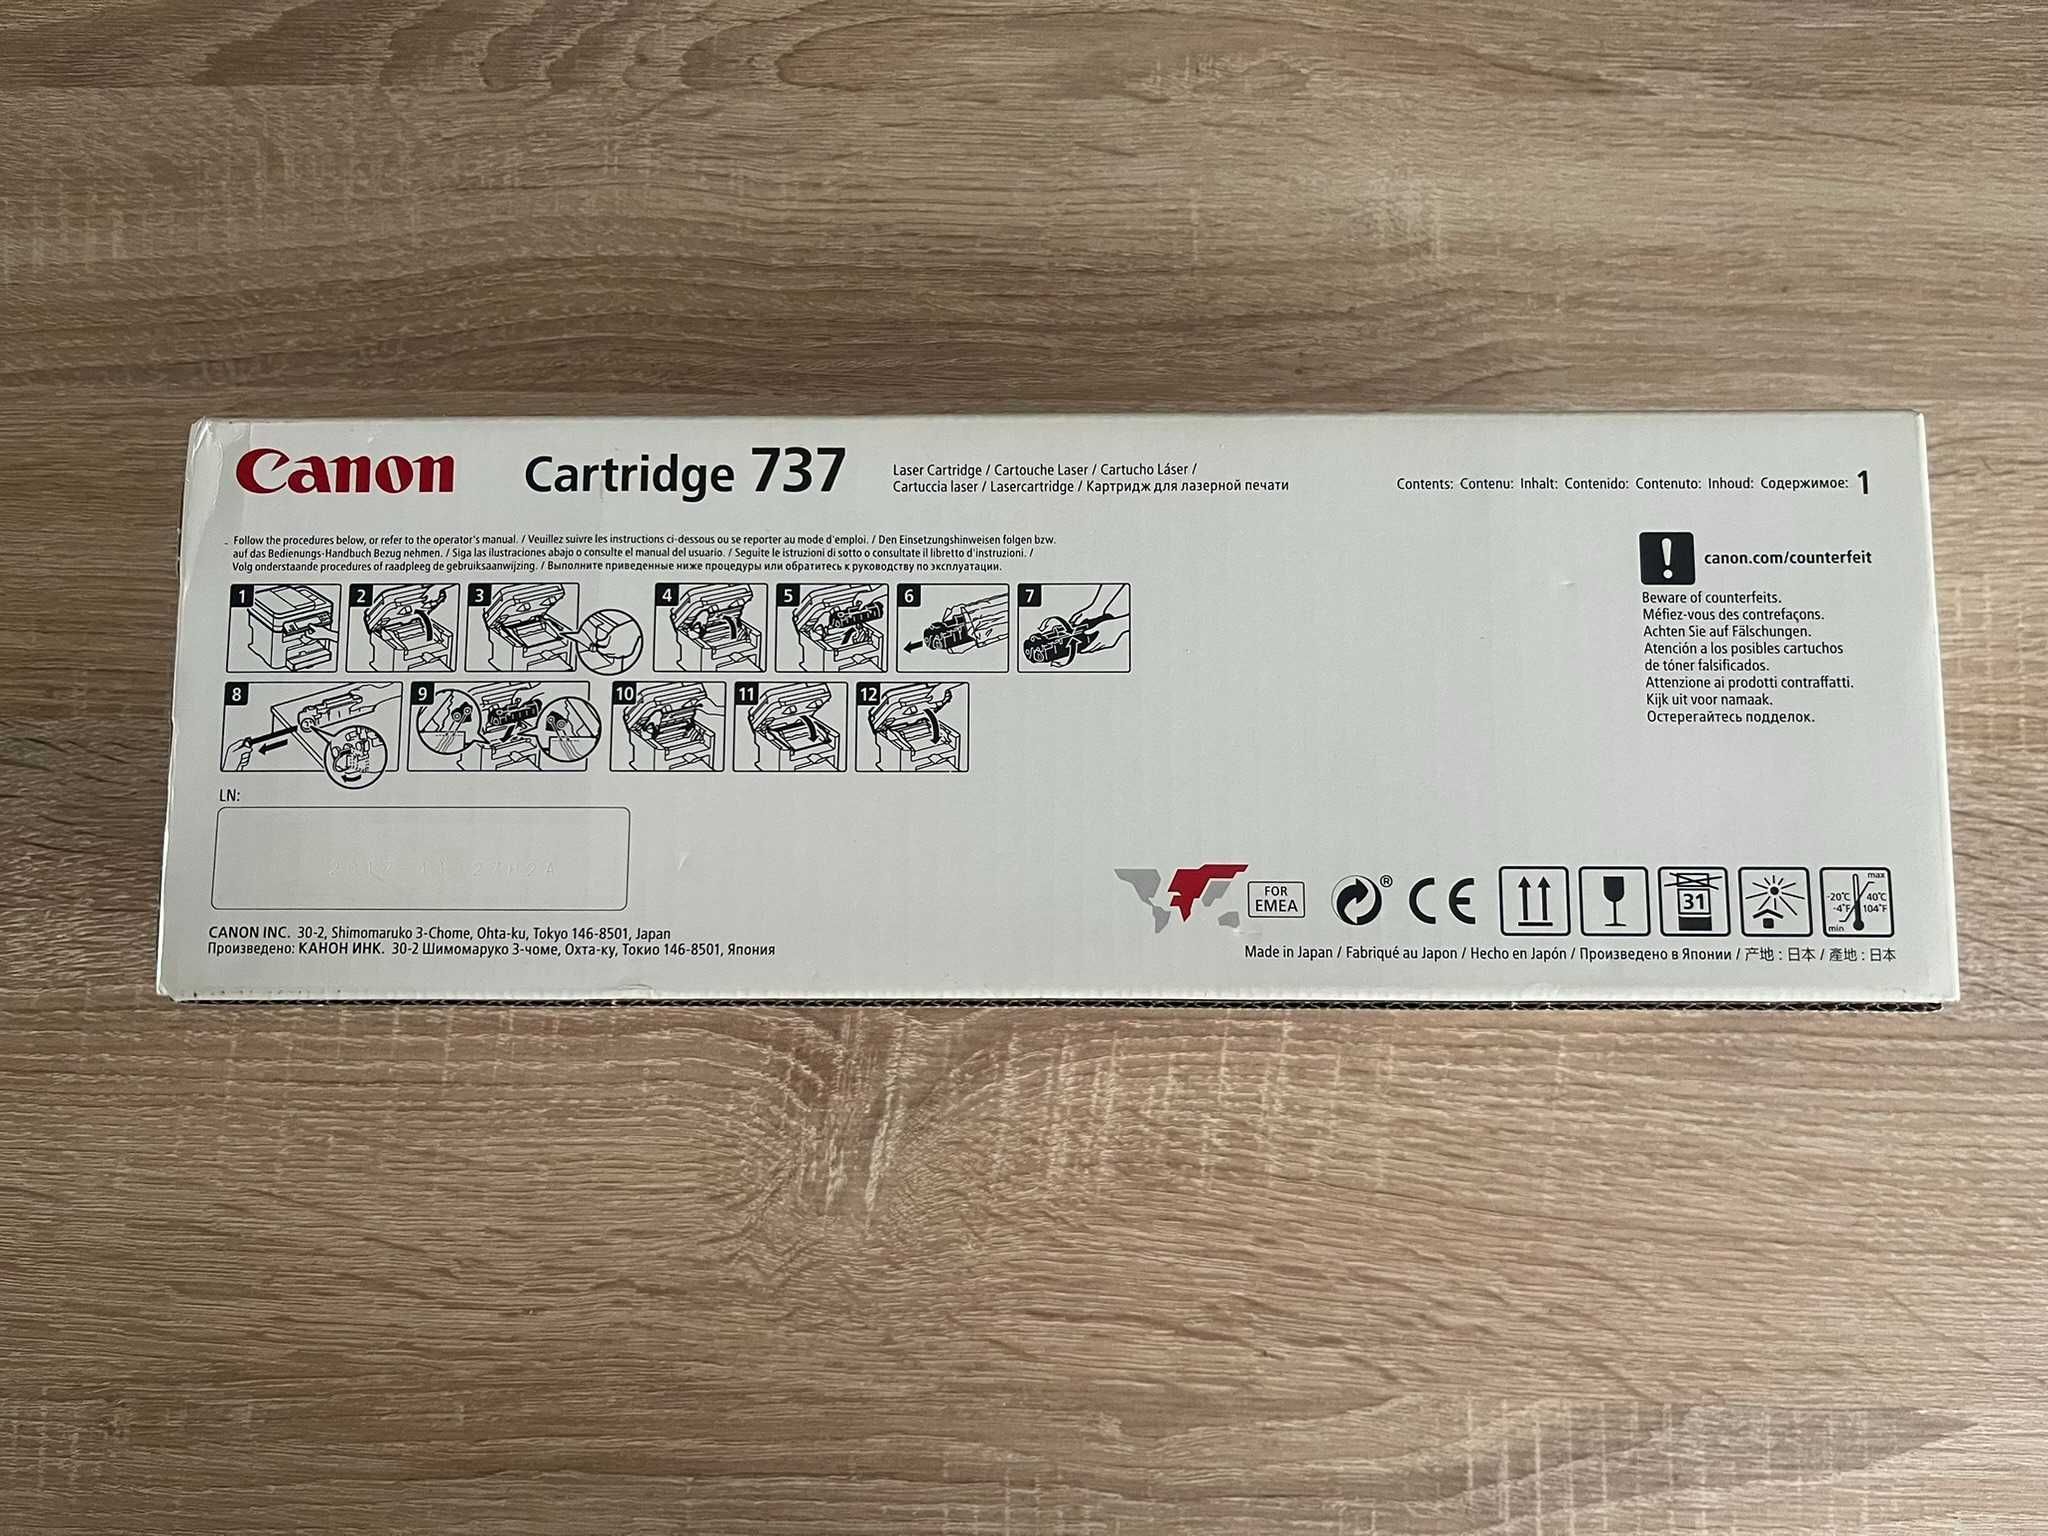 Canon Cartridge 737
Laser Cartridge / Cartouche Laser / Cartucho Láser /
Cartuccia laser / Lasercartridge / Картридж для лазерной печати
Contents: Contenu: Inhalt: Contenido: Contenuto: Inhoud: Содержимое: 1
Follow the procedures below, or refer to the operator's manual. / Veuillez suivre les instructions ci-dessous ou se reporter au mode d'emploi. / Den Einsetzungshinweisen folgen bzw.
auf das Bedienungs-Handbuch Bezug nehmen. / Siga las ilustraciones abajo o consulte el manual del usuario. / Seguite le istruzioni di sotto o consultate il libretto d'instruzioni. /
Volg onderstaande procedures of raadpleeg de gebruiksaanwijzing. / Выполните приведенные ниже процедуры или обратитесь к руководству по эксплуатации.
1 2 3 4 5 6 7
8 9 10 11 12
! canon.com/counterfeit
Beware of counterfeits.
Méfiez-vous des contrefaçons.
Achten Sie auf Fälschungen.
Atención a los posibles cartuchos
de tóner falsificados.
Attenzione ai prodotti contraffatti.
Kijk uit voor namaak.
Остерегайтесь подделок.
LN:
CANON INC. 30-2, Shimomaruko 3-Chome, Ohta-ku, Tokyo 146-8501, Japan
Произведено: КАНОН ИНК. 30-2 Шимомаруко 3-чоме, Охта-ку, Токио 146-8501, Япония
FOR
EMEA
® CE
31
max
-20°C 40°C
-4°F 104°F
min
Made in Japan / Fabriqué au Japon / Hecho en Japón / Произведено в Японии / 产地 : 日本 / 產地 : 日本